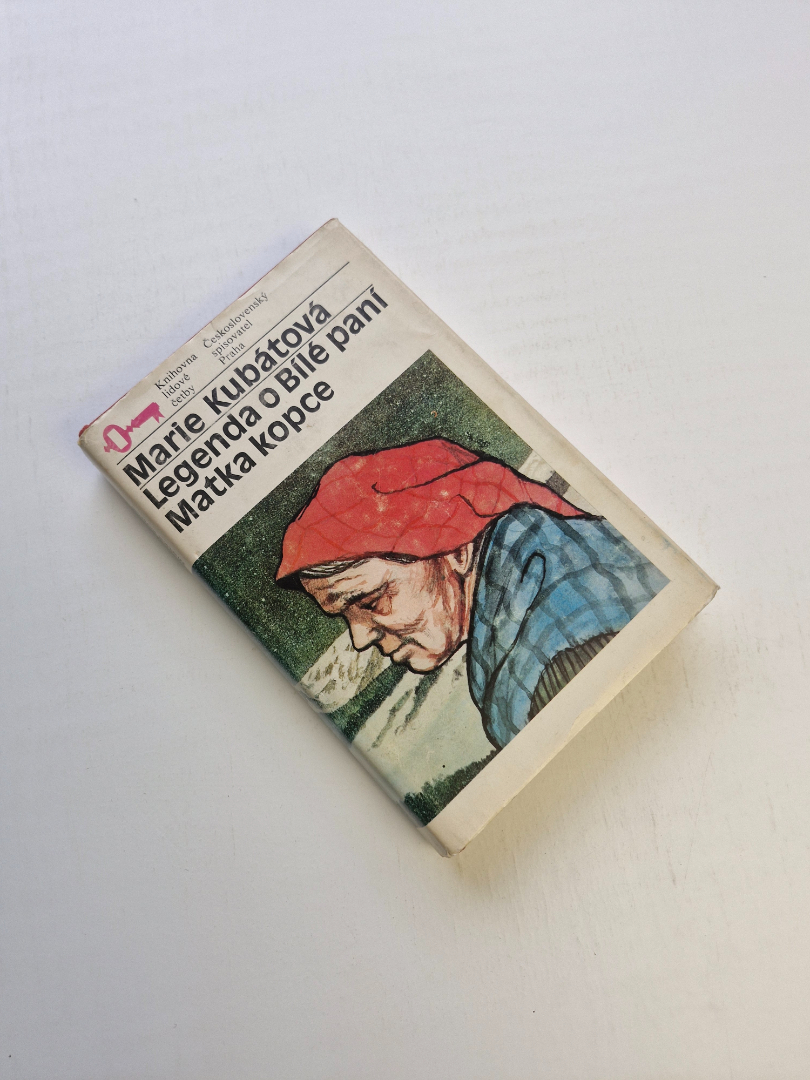 Knihovna
lidové
četby
Československý
spisovatel
Praha
Marie Kubátová
Legenda o Bílé paní
Matka kopce